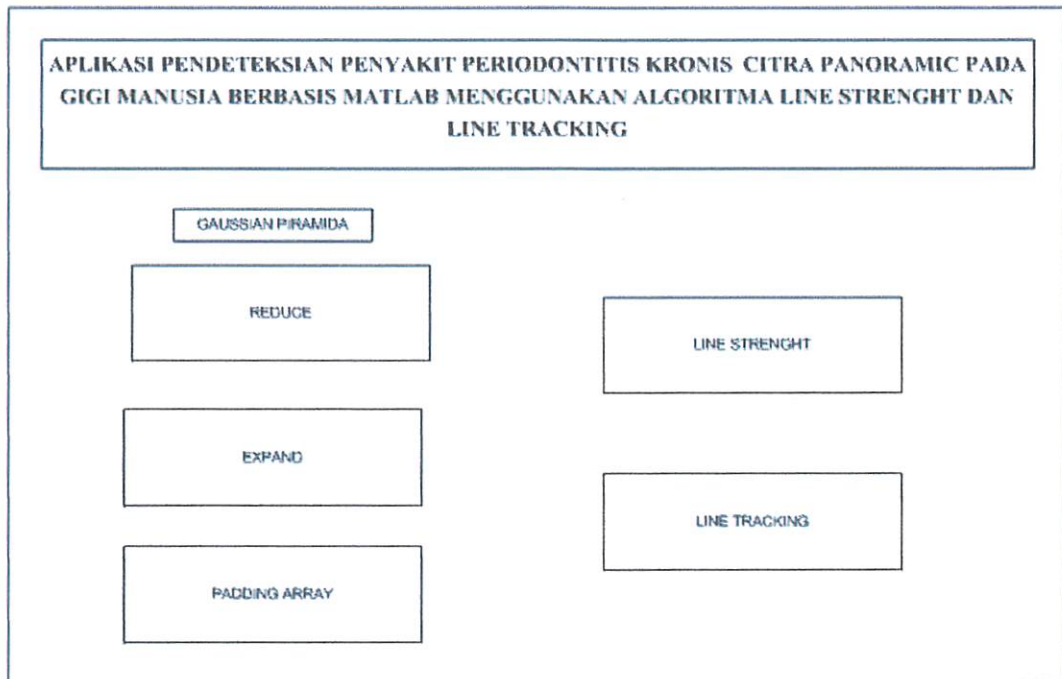 APLIKASI PENDETEKSIAN PENYAKIT PERIODONTITIS KRONIS CITRA PANORAMIC PADA
GIGI MANUSIA BERBASIS MATLAB MENGGUNAKAN ALGORITMA LINE STRENGHT DAN
LINE TRACKING
GAUSSIAN PIRAMIDA
REDUCE
EXPAND
PADDING ARRAY
LINE STRENGHT
LINE TRACKING